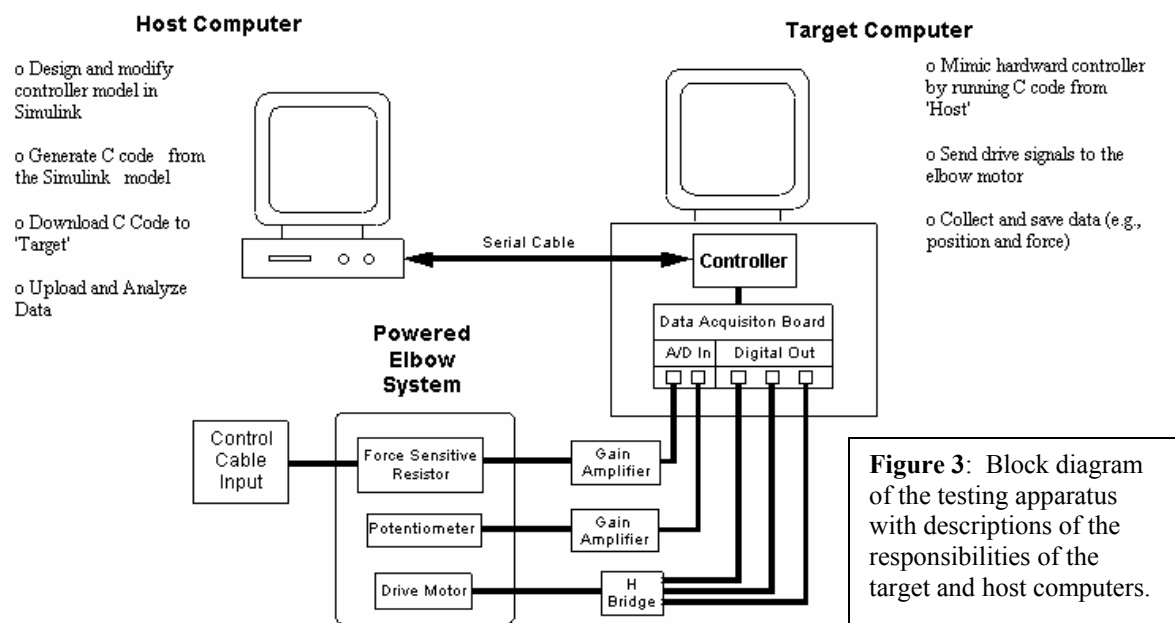 Host Computer
o Design and modify
controller model in
Simulink
o Generate C code from
the Simulink model
o Download C Code to
'Target'
o Upload and Analyze
Data
Target Computer
o Mimic hardware controller
by running C code from
'Host'
o Send drive signals to the
elbow motor
o Collect and save data (e.g.,
position and force)
Serial Cable
Controller
Data Acquisiton Board
A/D In
Digital Out
Powered
Elbow
System
Control
Cable
Input
Force Sensitive
Resistor
Gain
Amplifier
Potentiometer
Gain
Amplifier
Drive Motor
H
Bridge
Figure 3: Block diagram
of the testing apparatus
with descriptions of the
responsibilities of the
target and host computers.